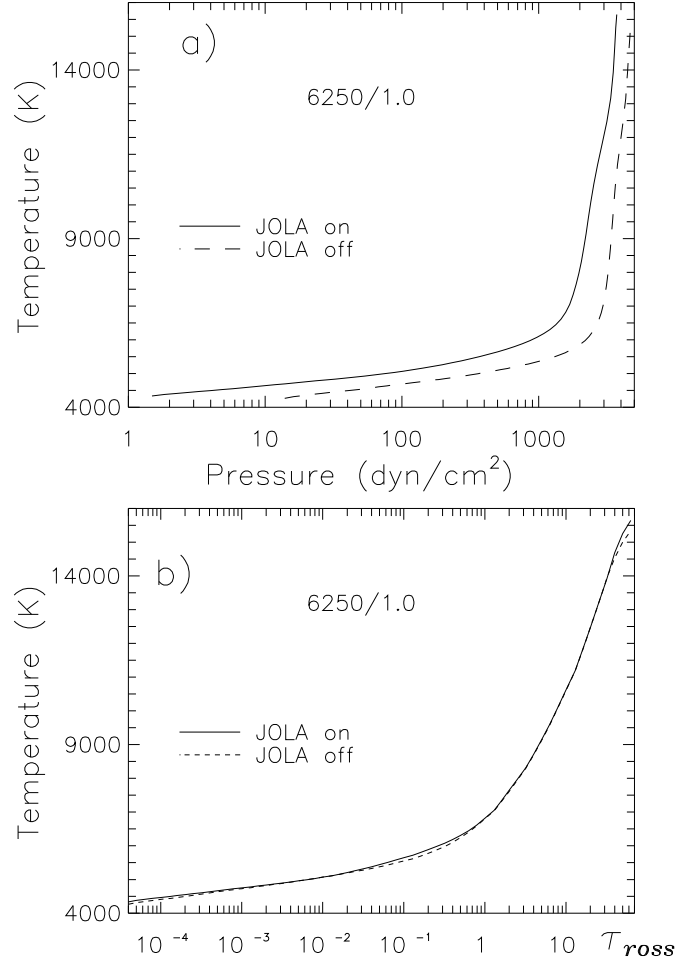 a)
14000
6250/1.0
Temperature (K)
JOLA on
9000
JOLA off
4000
1 10 100 1000
Pressure (dyn/cm²)
b)
14000
6250/1.0
Temperature (K)
JOLA on
9000
JOLA off
4000
10⁻⁴ 10⁻³ 10⁻² 10⁻¹ 1 10 τross